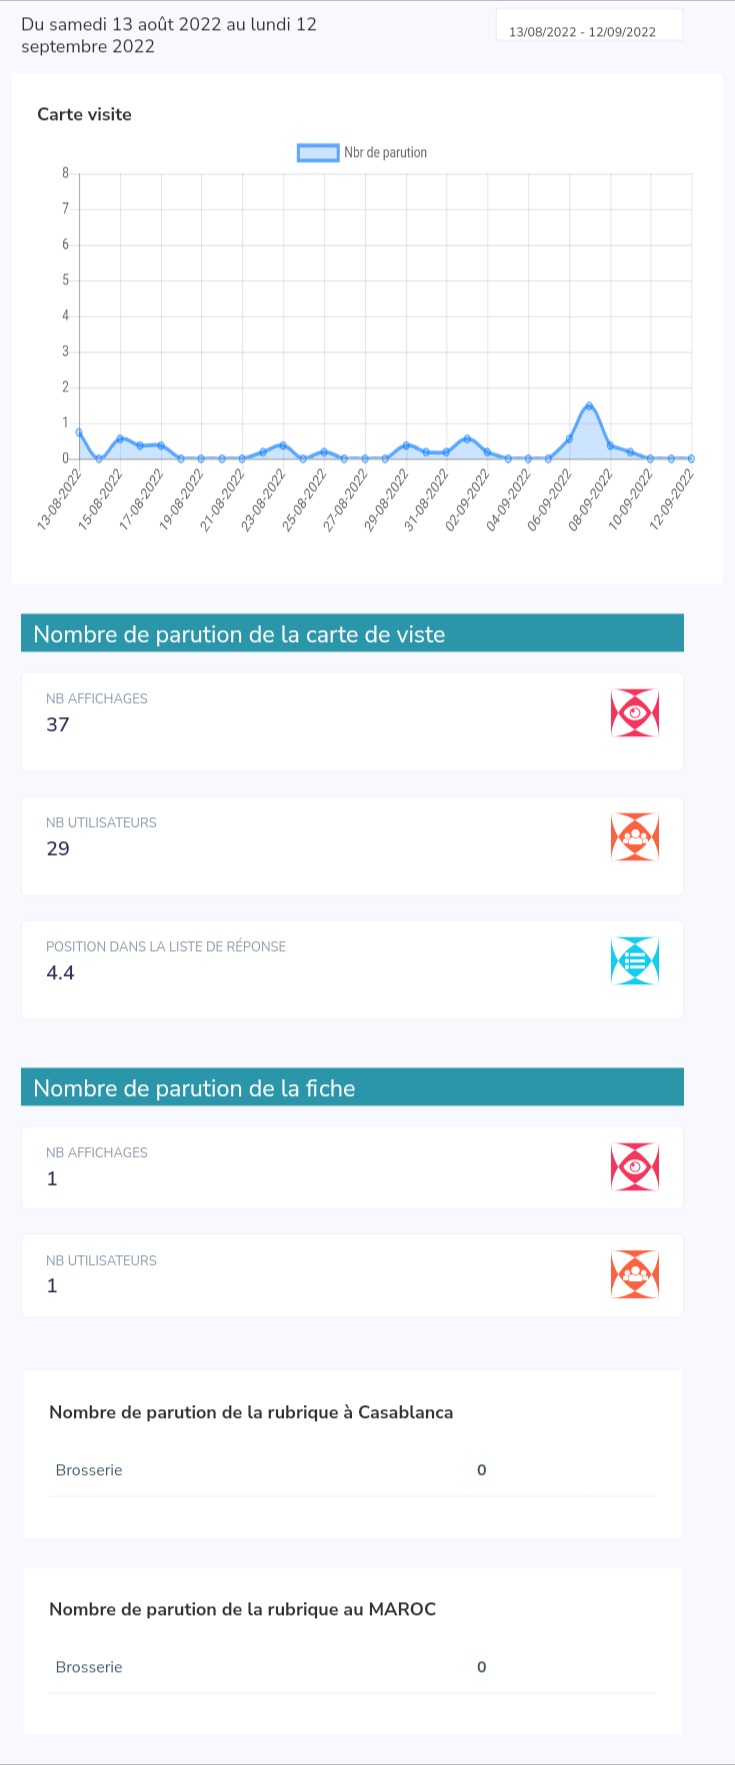 Du samedi 13 août 2022 au lundi 12
septembre 2022
13/08/2022 - 12/09/2022
Carte visite
Nbr de parution
8
7
6
5
4
3
2
1
0
13-08-2022
15-08-2022
17-08-2022
19-08-2022
21-08-2022
23-08-2022
25-08-2022
27-08-2022
29-08-2022
31-08-2022
02-09-2022
04-09-2022
06-09-2022
08-09-2022
10-09-2022
12-09-2022
Nombre de parution de la carte de viste
NB AFFICHAGES
37
NB UTILISATEURS
29
POSITION DANS LA LISTE DE RÉPONSE
4.4
Nombre de parution de la fiche
NB AFFICHAGES
1
NB UTILISATEURS
1
Nombre de parution de la rubrique à Casablanca
Brosserie 0
Nombre de parution de la rubrique au MAROC
Brosserie 0